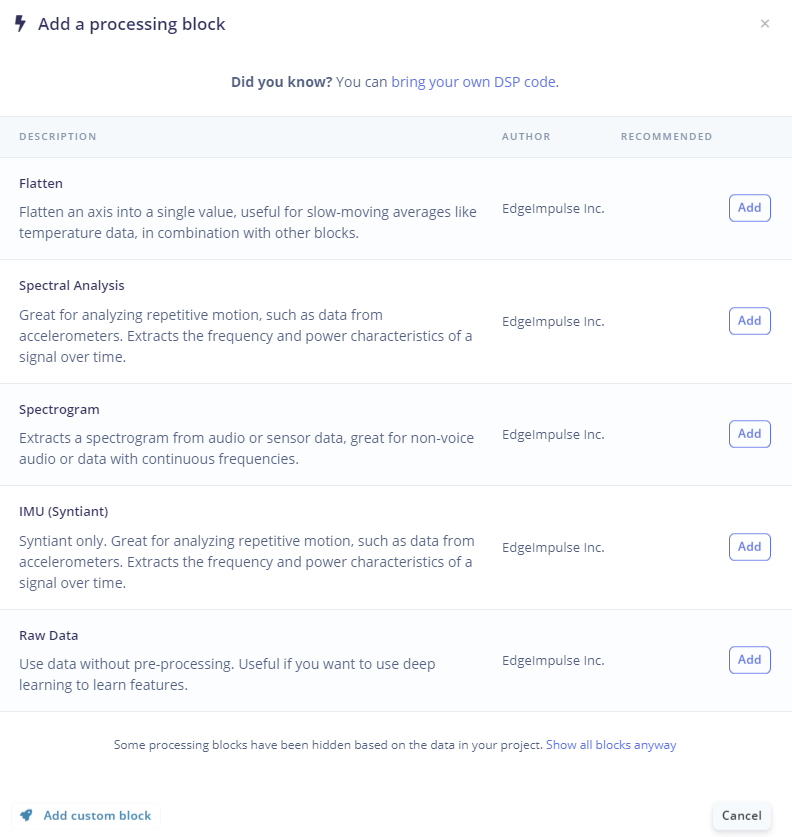 Add a processing block
×
Did you know? You can bring your own DSP code.
DESCRIPTION AUTHOR RECOMMENDED
Flatten
Flatten an axis into a single value, useful for slow-moving averages like
temperature data, in combination with other blocks.
EdgeImpulse Inc.
Add
Spectral Analysis
Great for analyzing repetitive motion, such as data from
accelerometers. Extracts the frequency and power characteristics of a
signal over time.
EdgeImpulse Inc.
Add
Spectrogram
Extracts a spectrogram from audio or sensor data, great for non-voice
audio or data with continuous frequencies.
EdgeImpulse Inc.
Add
IMU (Syntiant)
Syntiant only. Great for analyzing repetitive motion, such as data from
accelerometers. Extracts the frequency and power characteristics of a
signal over time.
EdgeImpulse Inc.
Add
Raw Data
Use data without pre-processing. Useful if you want to use deep
learning to learn features.
EdgeImpulse Inc.
Add
Some processing blocks have been hidden based on the data in your project. Show all blocks anyway
Add custom block
Cancel